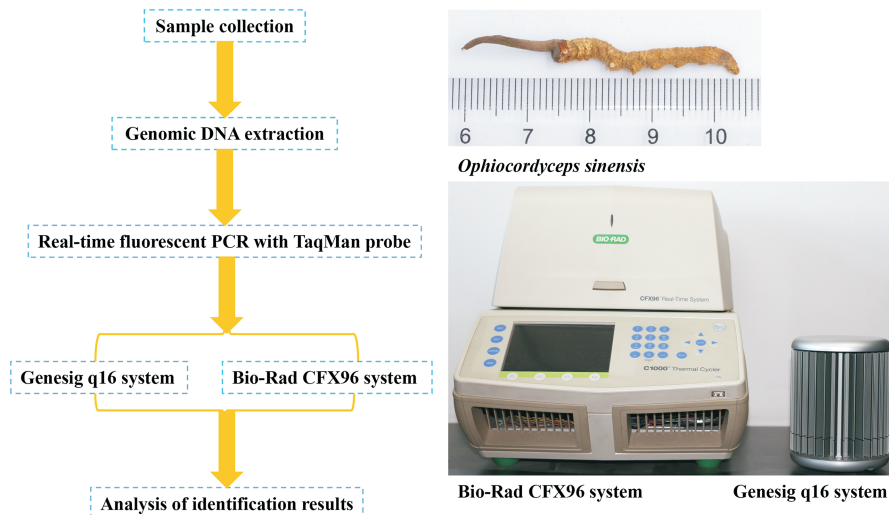 Sample collection
Genomic DNA extraction
Real-time fluorescent PCR with TaqMan probe
Genesig q16 system
Bio-Rad CFX96 system
Analysis of identification results
6 7 8 9 10
Ophiocordyceps sinensis
BIO-RAD
CFX96™ Real-Time System
C1000™ Thermal Cycler
Bio-Rad CFX96 system
Genesig q16 system